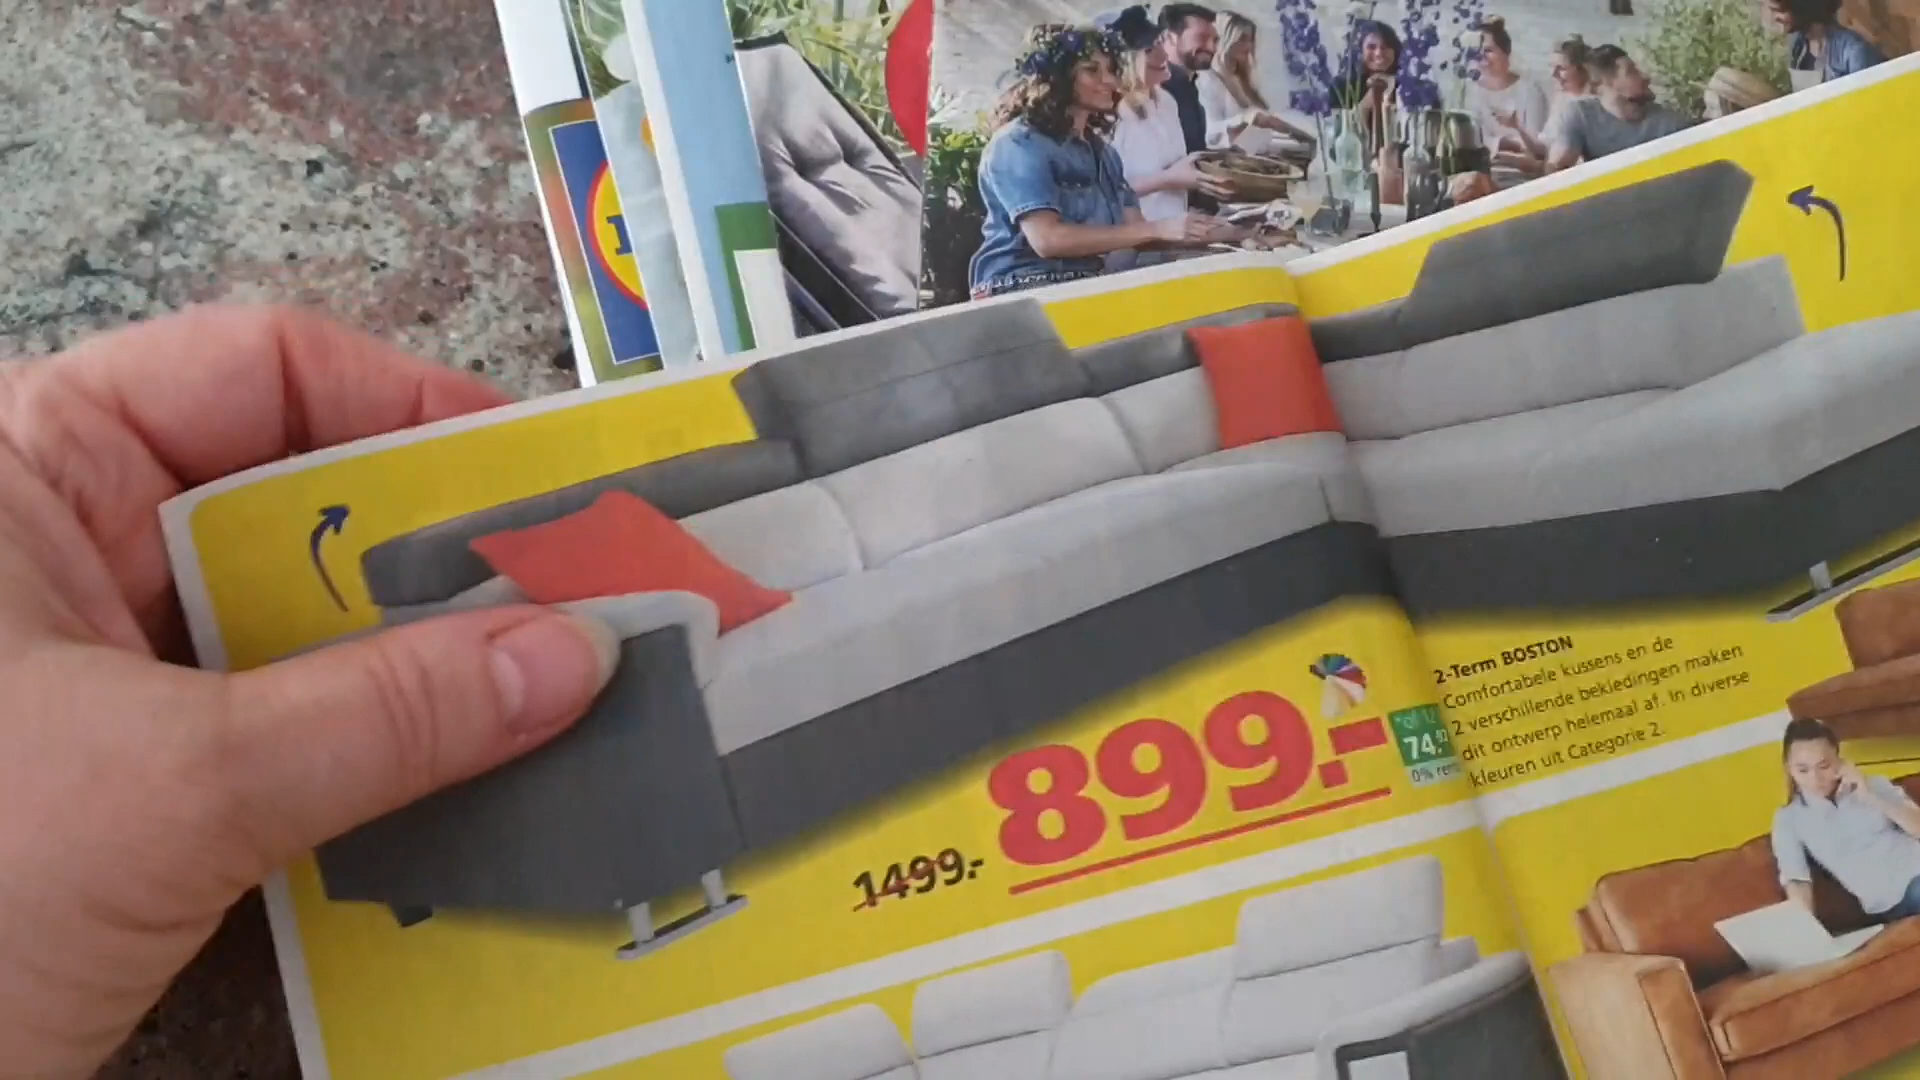 2-Term BOSTON
Comfortabele kussens en de
2 verschillende bekledingen maken
dit ontwerp helemaal af. In diverse
kleuren uit Categorie 2.
899.-
74.92
0%
1499.-